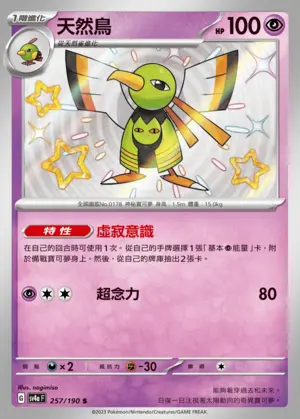 1階進化 天然鳥 HP100
從天然雀進化
全國圖鑑No.0178 神秘寶可夢 身高：1.5m 體重：15.0kg
特性 虛寂意識
在自己的回合時可使用1次。從自己的手牌選擇1張「基本 能量」卡，附
於備戰寶可夢身上。然後，從自己的牌庫抽出2張卡。
超念力 80
弱點 ×2 抵抗力 -30 撤退
Illus. nagimiso
G sv4a F 257/190 S
©2023 Pokémon/Nintendo/Creatures/GAME FREAK.